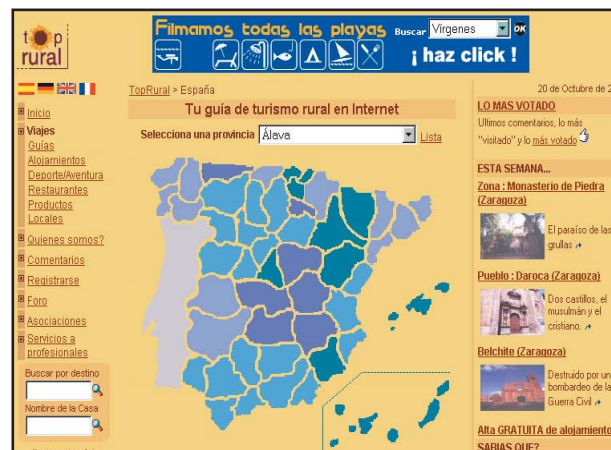 top
rural
Filmamos todas las playas
Buscar Vírgenes OK
¡ haz click !
TopRural > España
20 de Octubre de 2
Tu guía de turismo rural en Internet
Selecciona una provincia Álava Lista
Inicio
Viajes
Guías
Alojamientos
Deporte/Aventura
Restaurantes
Productos
Locales
Quienes somos?
Comentarios
Registrarse
Foro
Asociaciones
Servicios a
profesionales
Buscar por destino
Nombre de la Casa
LO MAS VOTADO
Ultimos comentarios, lo más
"visitado" y lo más votado
ESTA SEMANA...
Zona : Monasterio de Piedra
(Zaragoza)
El paraíso de las
grullas
Pueblo : Daroca (Zaragoza)
Dos castillos, el
musulmán y el
cristiano.
Belchite (Zaragoza)
Destruido por un
bombardeo de la
Guerra Civil
Alta GRATUITA de alojamiento
SABIAS QUE?